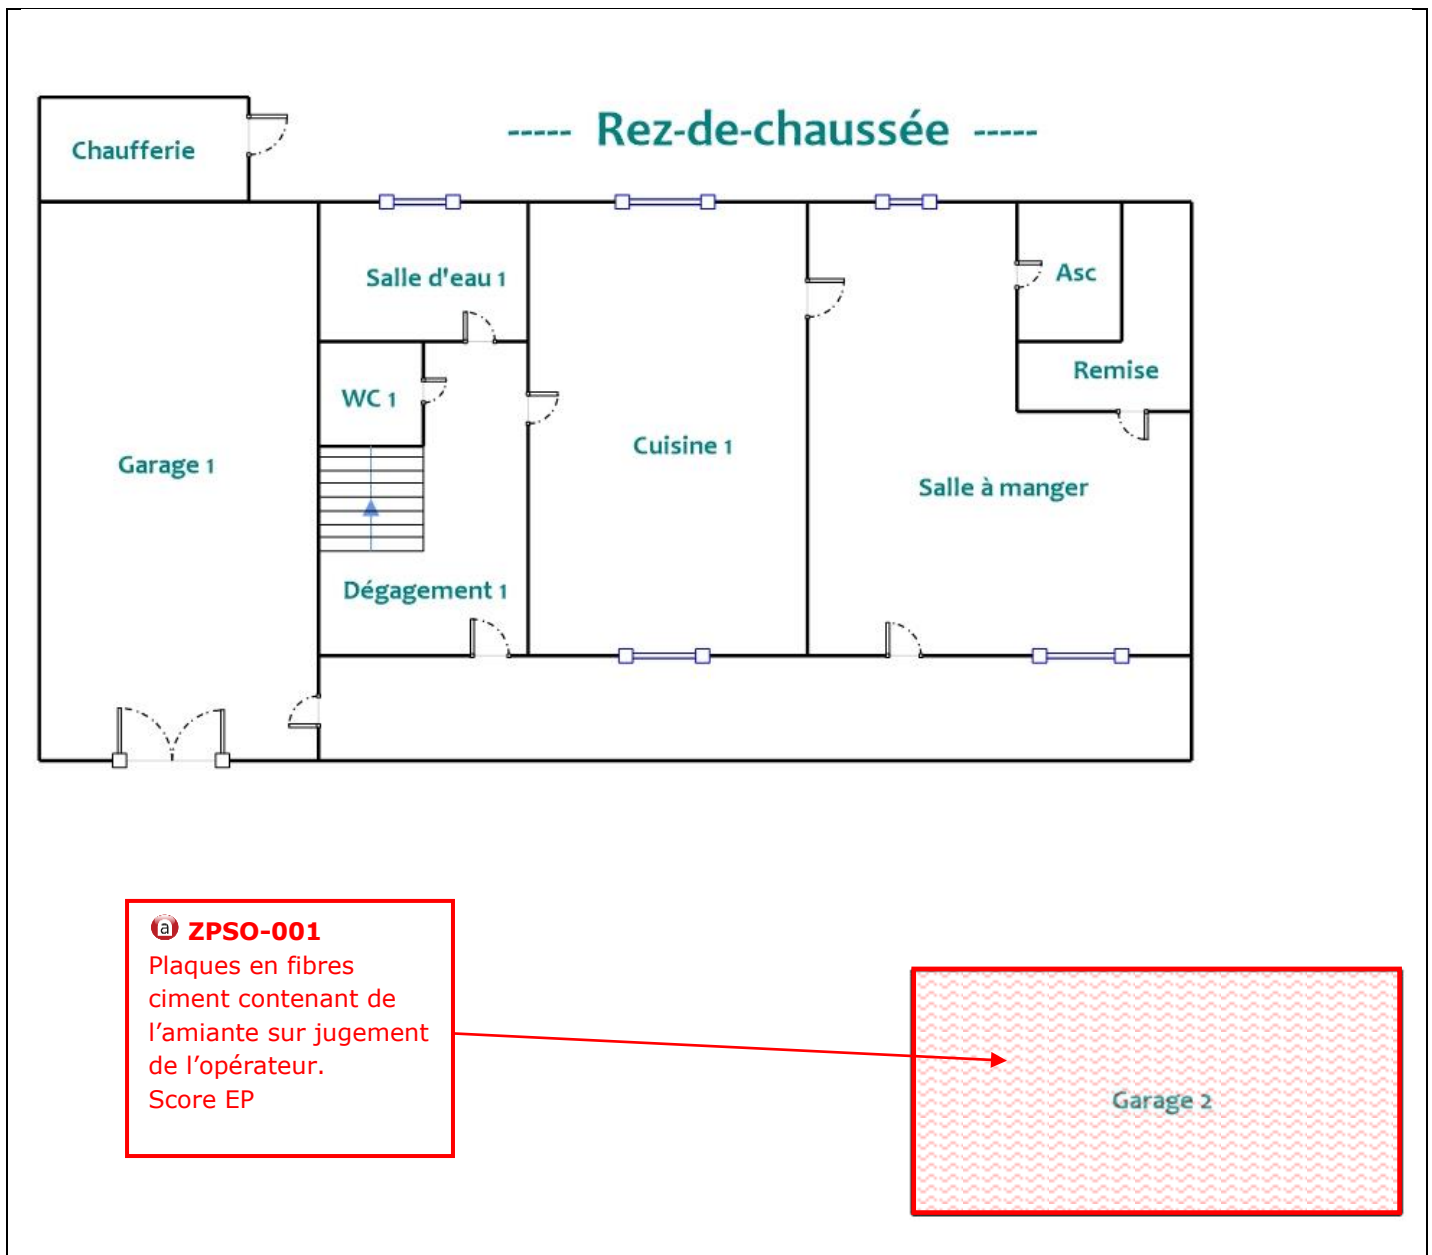 ----- Rez-de-chaussée -----
Chaufferie
Salle d'eau 1
Asc
Remise
WC 1
Cuisine 1
Garage 1
Salle à manger
Dégagement 1
a ZPSO-001
Plaques en fibres
ciment contenant de
l’amiante sur jugement
de l’opérateur.
Score EP
Garage 2